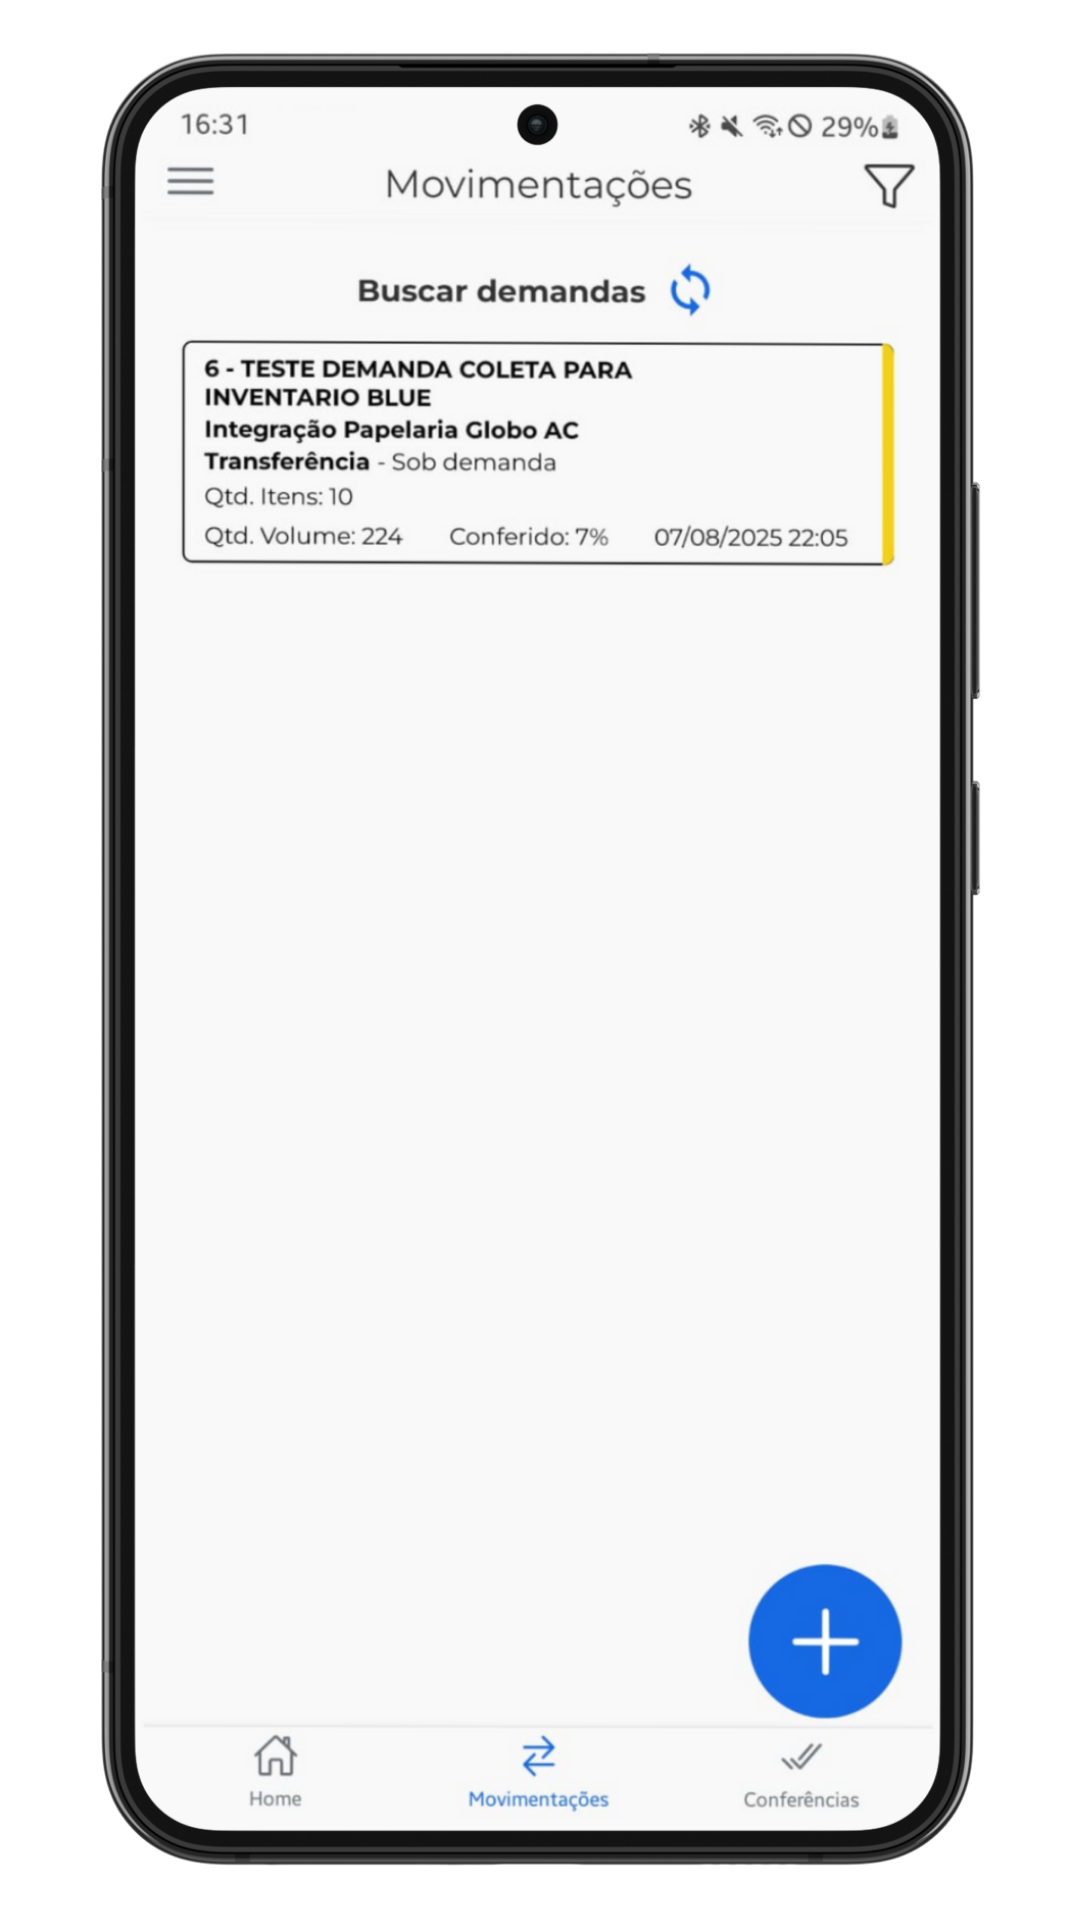 16:31
29%
Movimentações
Buscar demandas
6 - TESTE DEMANDA COLETA PARA
INVENTARIO BLUE
Integração Papelaria Globo AC
Transferência - Sob demanda
Qtd. Itens: 10
Qtd. Volume: 224 Conferido: 7% 07/08/2025 22:05
Home Movimentações Conferências